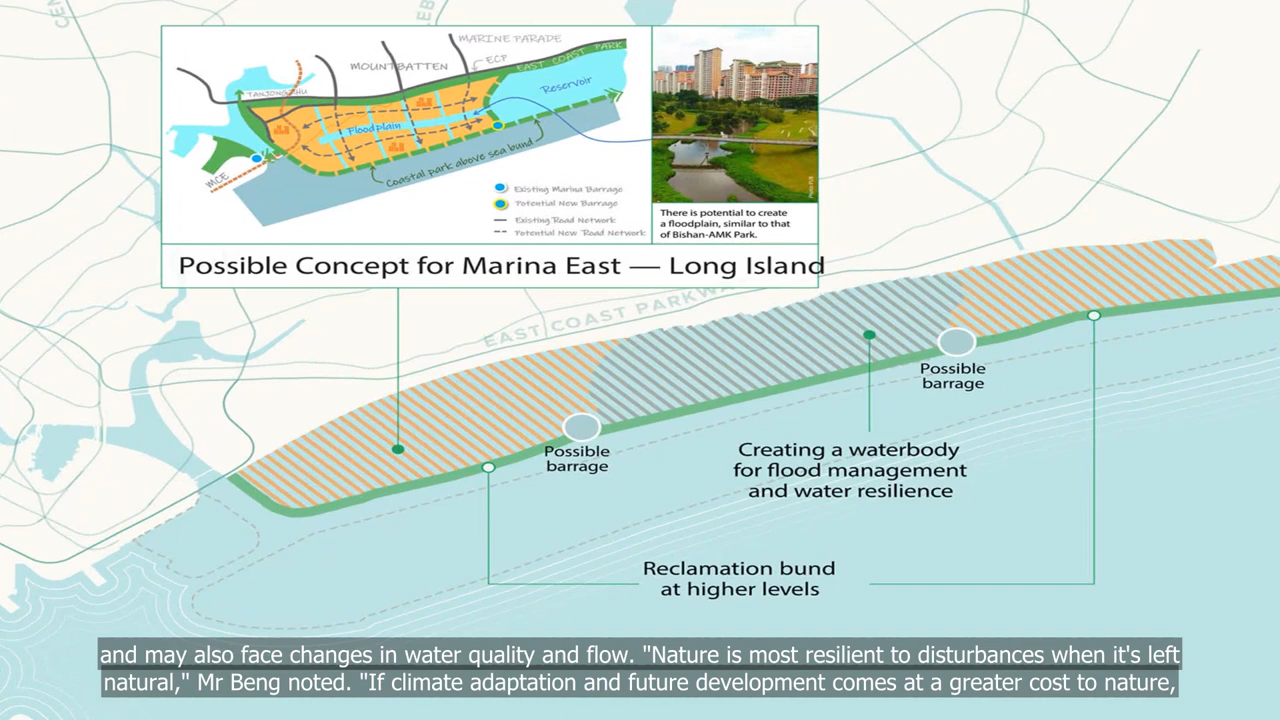 MARINE PARADE
ECP
EAST COAST PARK
MOUNTBATTEN
TANJONG RHU
Reservoir
Floodplain
Coastal park above sea bund
MCE
Existing Marina Barrage
Potential New Barrage
Existing Road Network
Potential New Road Network
There is potential to create
a floodplain, similar to that
of Bishan-AMK Park.
Possible Concept for Marina East — Long Island
EAST COAST PARKWAY
Possible
barrage
Possible
barrage
Creating a waterbody
for flood management
and water resilience
Reclamation bund
at higher levels
and may also face changes in water quality and flow. "Nature is most resilient to disturbances when it's left
natural," Mr Beng noted. "If climate adaptation and future development comes at a greater cost to nature,